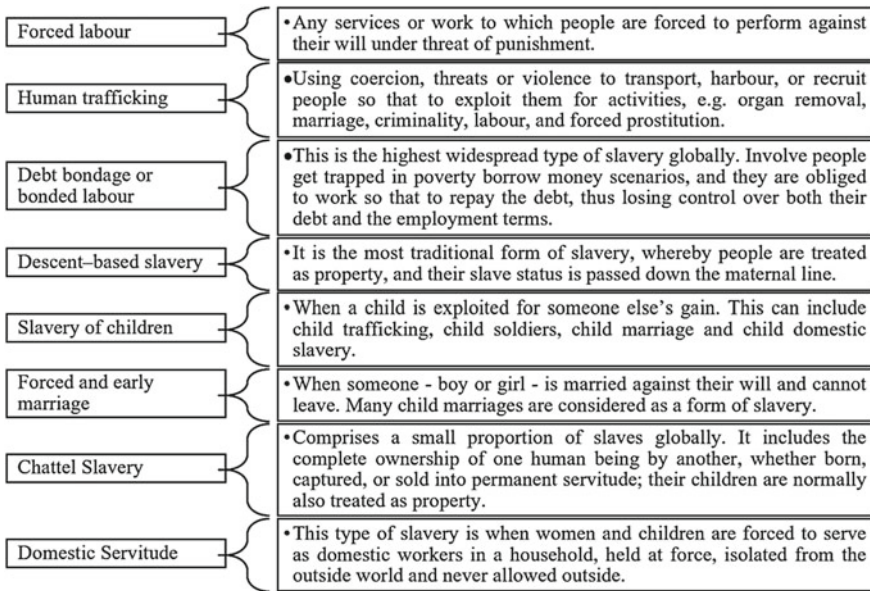 Forced labour
• Any services or work to which people are forced to perform against
their will under threat of punishment.
Human trafficking
•Using coercion, threats or violence to transport, harbour, or recruit
people so that to exploit them for activities, e.g. organ removal,
marriage, criminality, labour, and forced prostitution.
Debt bondage or
bonded labour
•This is the highest widespread type of slavery globally. Involve people
get trapped in poverty borrow money scenarios, and they are obliged
to work so that to repay the debt, thus losing control over both their
debt and the employment terms.
Descent–based slavery
• It is the most traditional form of slavery, whereby people are treated
as property, and their slave status is passed down the maternal line.
Slavery of children
• When a child is exploited for someone else's gain. This can include
child trafficking, child soldiers, child marriage and child domestic
slavery.
Forced and early
marriage
• When someone - boy or girl - is married against their will and cannot
leave. Many child marriages are considered as a form of slavery.
Chattel Slavery
• Comprises a small proportion of slaves globally. It includes the
complete ownership of one human being by another, whether born,
captured, or sold into permanent servitude; their children are normally
also treated as property.
Domestic Servitude
• This type of slavery is when women and children are forced to serve
as domestic workers in a household, held at force, isolated from the
outside world and never allowed outside.